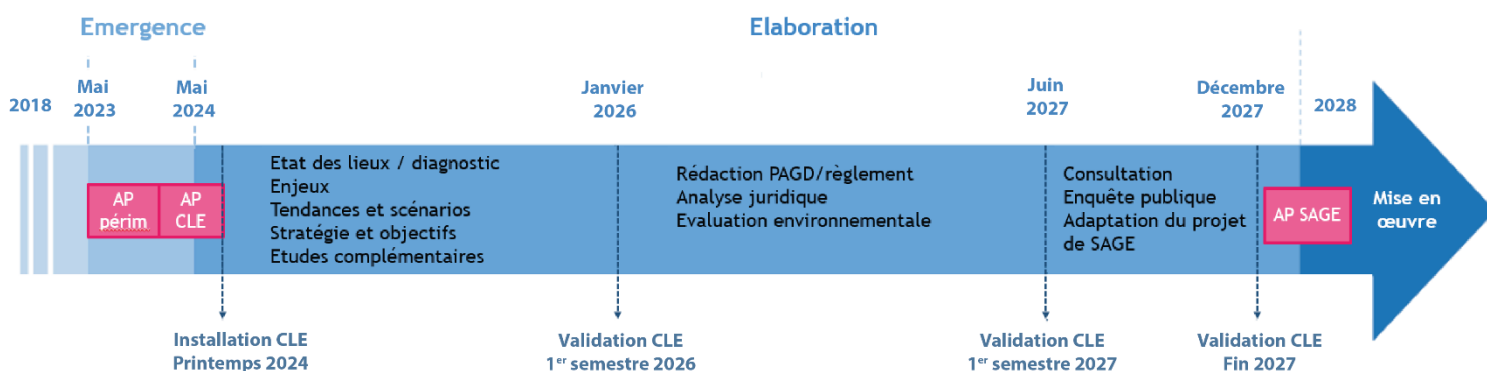 Emergence
Elaboration
2018
Mai
2023
Mai
2024
Janvier
2026
Juin
2027
Décembre
2027
2028
AP
périm
AP
CLE
Etat des lieux / diagnostic
Enjeux
Tendances et scénarios
Stratégie et objectifs
Etudes complémentaires
Rédaction PAGD/règlement
Analyse juridique
Evaluation environnementale
Consultation
Enquête publique
Adaptation du projet
de SAGE
AP SAGE
Mise en
œuvre
Installation CLE
Printemps 2024
Validation CLE
1er semestre 2026
Validation CLE
1er semestre 2027
Validation CLE
Fin 2027